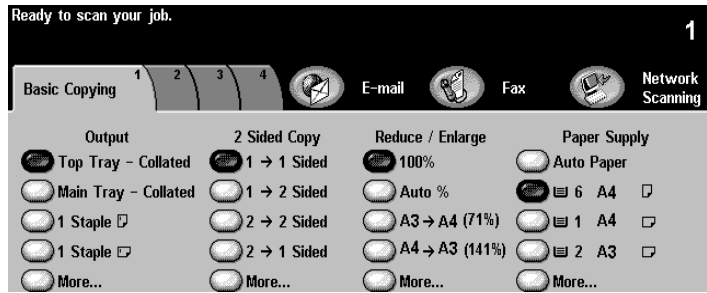 Ready to scan your job.
1
Basic Copying 1 2 3 4 E-mail Fax Network Scanning
Output 2 Sided Copy Reduce / Enlarge Paper Supply
Top Tray - Collated 1 → 1 Sided 100% Auto Paper
Main Tray - Collated 1 → 2 Sided Auto % 6 A4
1 Staple 2 → 2 Sided A3 → A4 (71%) 1 A4
1 Staple 2 → 1 Sided A4 → A3 (141%) 2 A3
More... More... More... More...